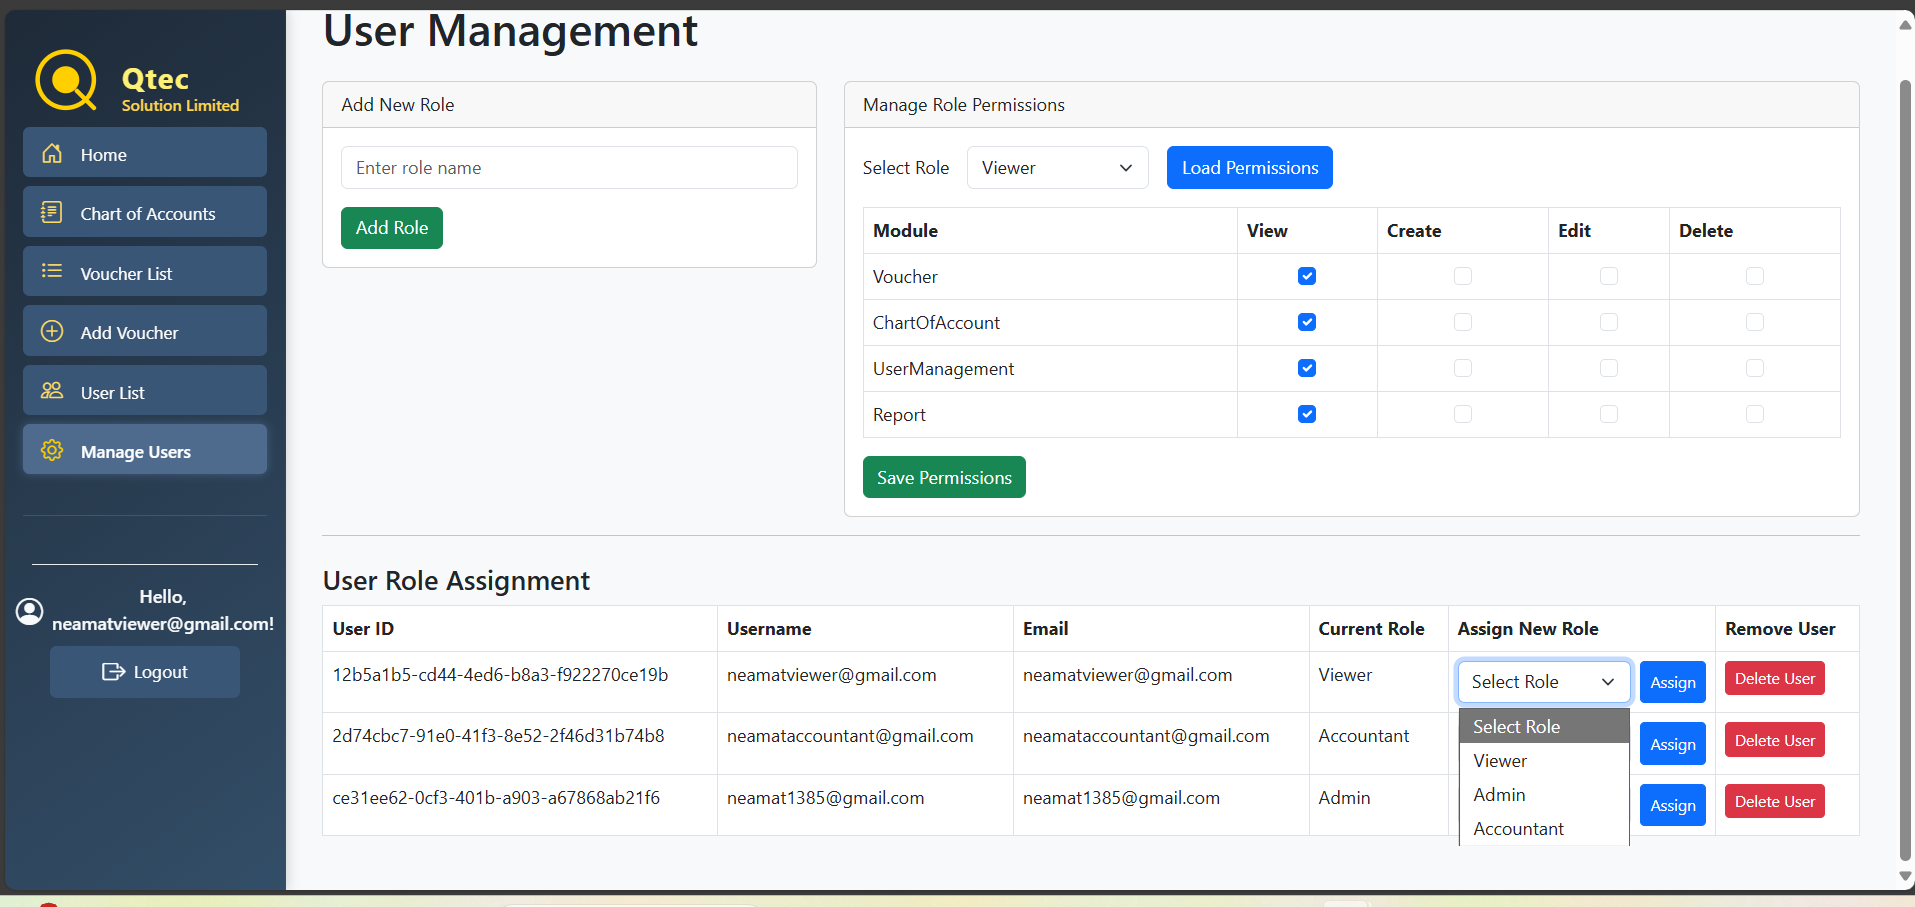 Qtec
Solution Limited
Home
Chart of Accounts
Voucher List
Add Voucher
User List
Manage Users
Hello,
neamatviewer@gmail.com!
Logout
User Management
Add New Role
Enter role name
Add Role
Manage Role Permissions
Select Role Viewer Load Permissions
Module View Create Edit Delete
Voucher
ChartOfAccount
UserManagement
Report
Save Permissions
User Role Assignment
User ID Username Email Current Role Assign New Role Remove User
12b5a1b5-cd44-4ed6-b8a3-f922270ce19b neamatviewer@gmail.com neamatviewer@gmail.com Viewer Select Role Assign Delete User
2d74cbc7-91e0-41f3-8e52-2f46d31b74b8 neamataccountant@gmail.com neamataccountant@gmail.com Accountant Assign Delete User
ce31ee62-0cf3-401b-a903-a67868ab21f6 neamat1385@gmail.com neamat1385@gmail.com Admin Assign Delete User
Select Role
Viewer
Admin
Accountant